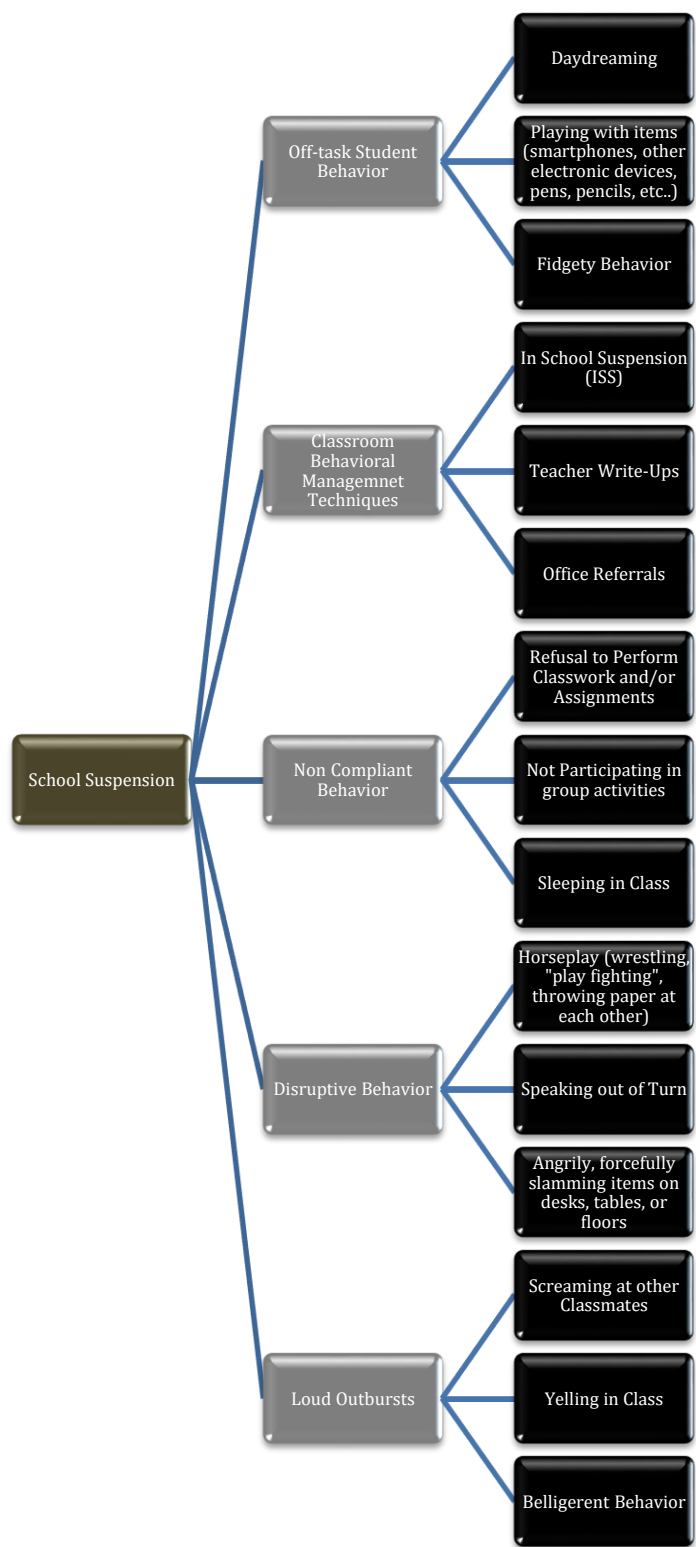 Daydreaming
Off-task Student
Behavior
Playing with items
(smartphones, other
electronic devices,
pens, pencils, etc..)
Fidgety Behavior
In School Suspension
(ISS)
Classroom
Behavioral
Managemnet
Techniques
Teacher Write-Ups
Office Referrals
Refusal to Perform
Classwork and/or
Assignments
School Suspension
Non Compliant
Behavior
Not Participating in
group activities
Sleeping in Class
Horseplay (wrestling,
"play fighting",
throwing paper at
each other)
Disruptive Behavior
Speaking out of Turn
Angrily, forcefully
slamming items on
desks, tables, or
floors
Screaming at other
Classmates
Loud Outbursts
Yelling in Class
Belligerent Behavior